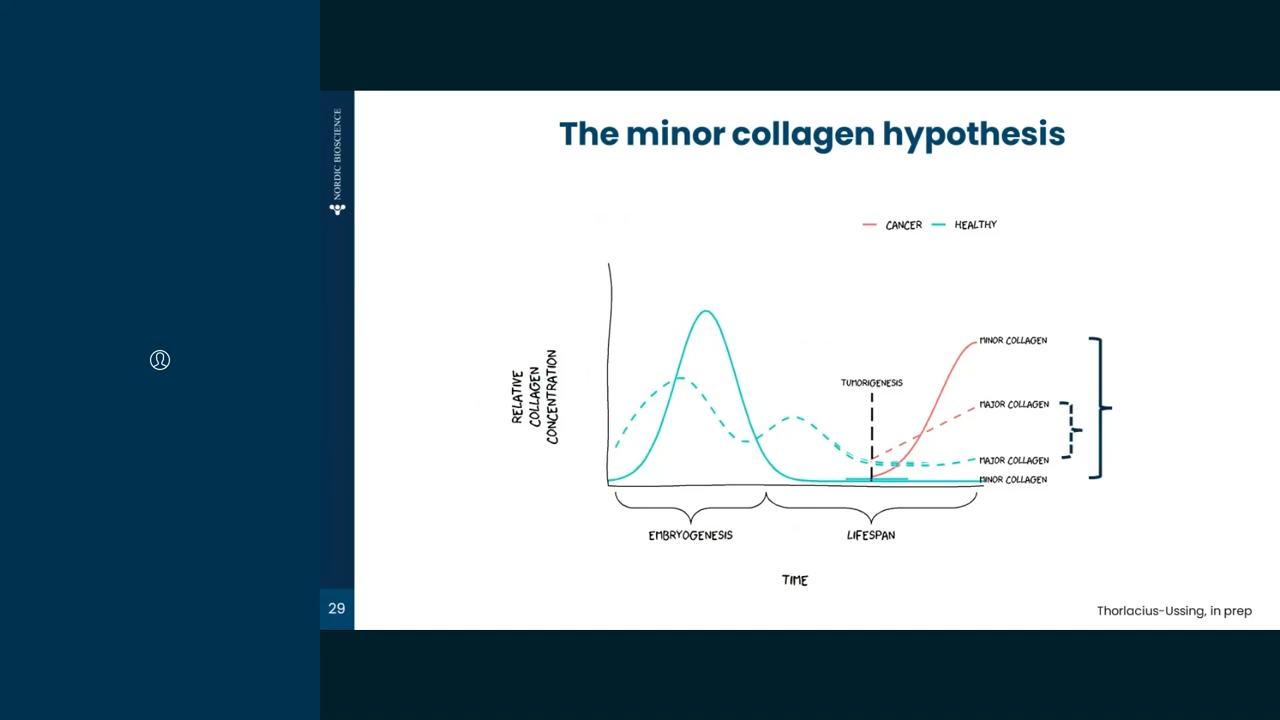 The minor collagen hypothesis
NORDIC BIOSCIENCE
CANCER HEALTHY
RELATIVE
COLLAGEN
CONCENTRATION
TUMORIGENESIS
MINOR COLLAGEN
MAJOR COLLAGEN
MAJOR COLLAGEN
MINOR COLLAGEN
EMBRYOGENESIS
LIFESPAN
TIME
29
Thorlacius-Ussing, in prep